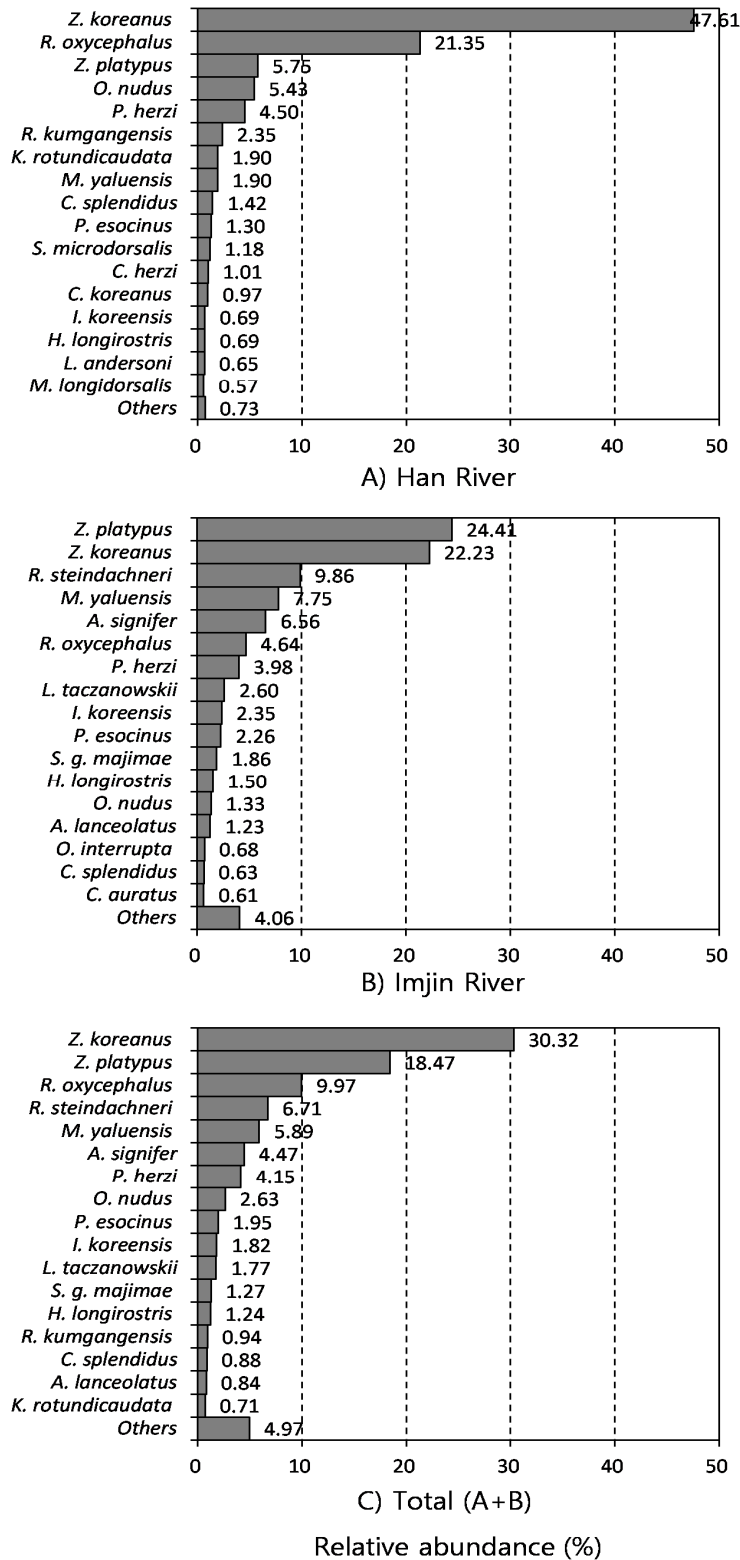 Z. koreanus 47.61
R. oxycephalus 21.35
Z. platypus 5.75
O. nudus 5.43
P. herzi 4.50
R. kumgangensis 2.35
K. rotundicaudata 1.90
M. yaluensis 1.90
C. splendidus 1.42
P. esocinus 1.30
S. microdorsalis 1.18
C. herzi 1.01
C. koreanus 0.97
I. koreensis 0.69
H. longirostris 0.69
L. andersoni 0.65
M. longidorsalis 0.57
Others 0.73
0 10 20 30 40 50
A) Han River
Z. platypus 24.41
Z. koreanus 22.23
R. steindachneri 9.86
M. yaluensis 7.75
A. signifer 6.56
R. oxycephalus 4.64
P. herzi 3.98
L. taczanowskii 2.60
I. koreensis 2.35
P. esocinus 2.26
S. g. majimae 1.86
H. longirostris 1.50
O. nudus 1.33
A. lanceolatus 1.23
O. interrupta 0.68
C. splendidus 0.63
C. auratus 0.61
Others 4.06
0 10 20 30 40 50
B) Imjin River
Z. koreanus 30.32
Z. platypus 18.47
R. oxycephalus 9.97
R. steindachneri 6.71
M. yaluensis 5.89
A. signifer 4.47
P. herzi 4.15
O. nudus 2.63
P. esocinus 1.95
I. koreensis 1.82
L. taczanowskii 1.77
S. g. majimae 1.27
H. longirostris 1.24
R. kumgangensis 0.94
C. splendidus 0.88
A. lanceolatus 0.84
K. rotundicaudata 0.71
Others 4.97
0 10 20 30 40 50
C) Total (A+B)
Relative abundance (%)